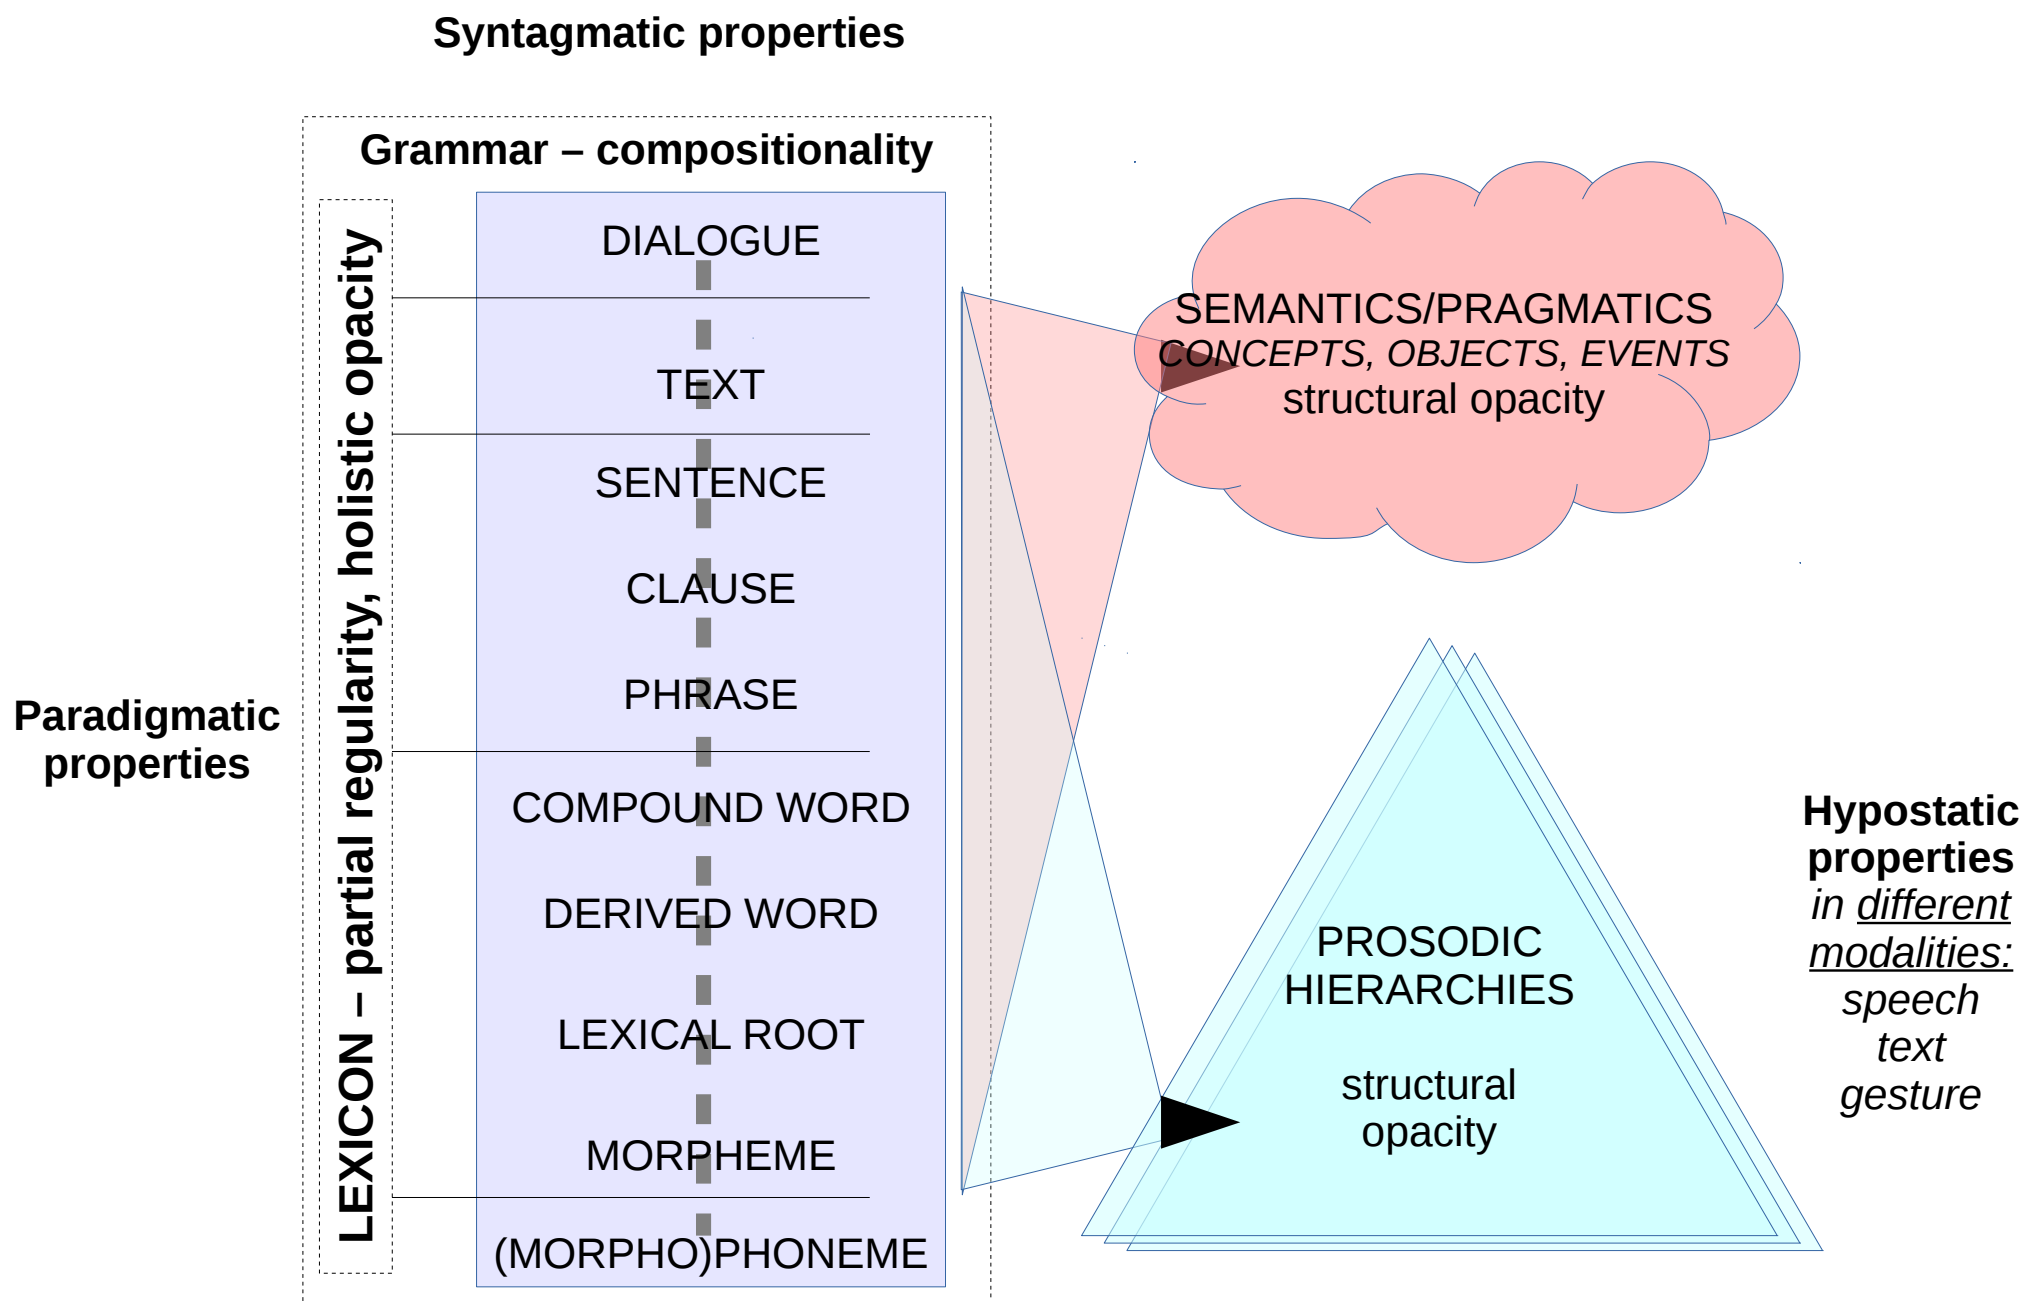 Syntagmatic properties
Grammar – compositionality
LEXICON – partial regularity, holistic opacity
DIALOGUE
TEXT
SENTENCE
CLAUSE
PHRASE
COMPOUND WORD
DERIVED WORD
LEXICAL ROOT
MORPHEME
(MORPHO)PHONEME
Paradigmatic
properties
SEMANTICS/PRAGMATICS
CONCEPTS, OBJECTS, EVENTS
structural opacity
PROSODIC
HIERARCHIES
structural
opacity
Hypostatic
properties
in different
modalities:
speech
text
gesture